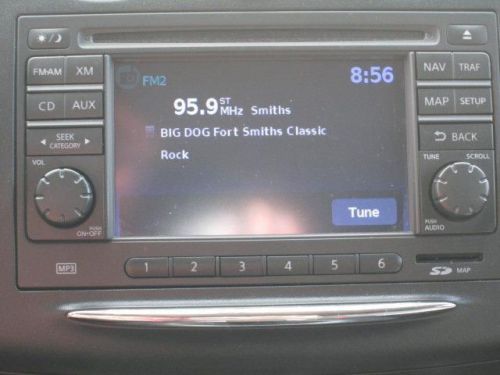 FM2
8:56
95.9 ST MHz Smiths
BIG DOG Fort Smiths Classic
Rock
Tune
FM·AM
XM
CD
AUX
SEEK
CATEGORY
VOL
PUSH
ON·OFF
MP3
NAV
TRAF
MAP
SETUP
BACK
TUNE
SCROLL
PUSH
AUDIO
1 2 3 4 5 6
SD
MAP